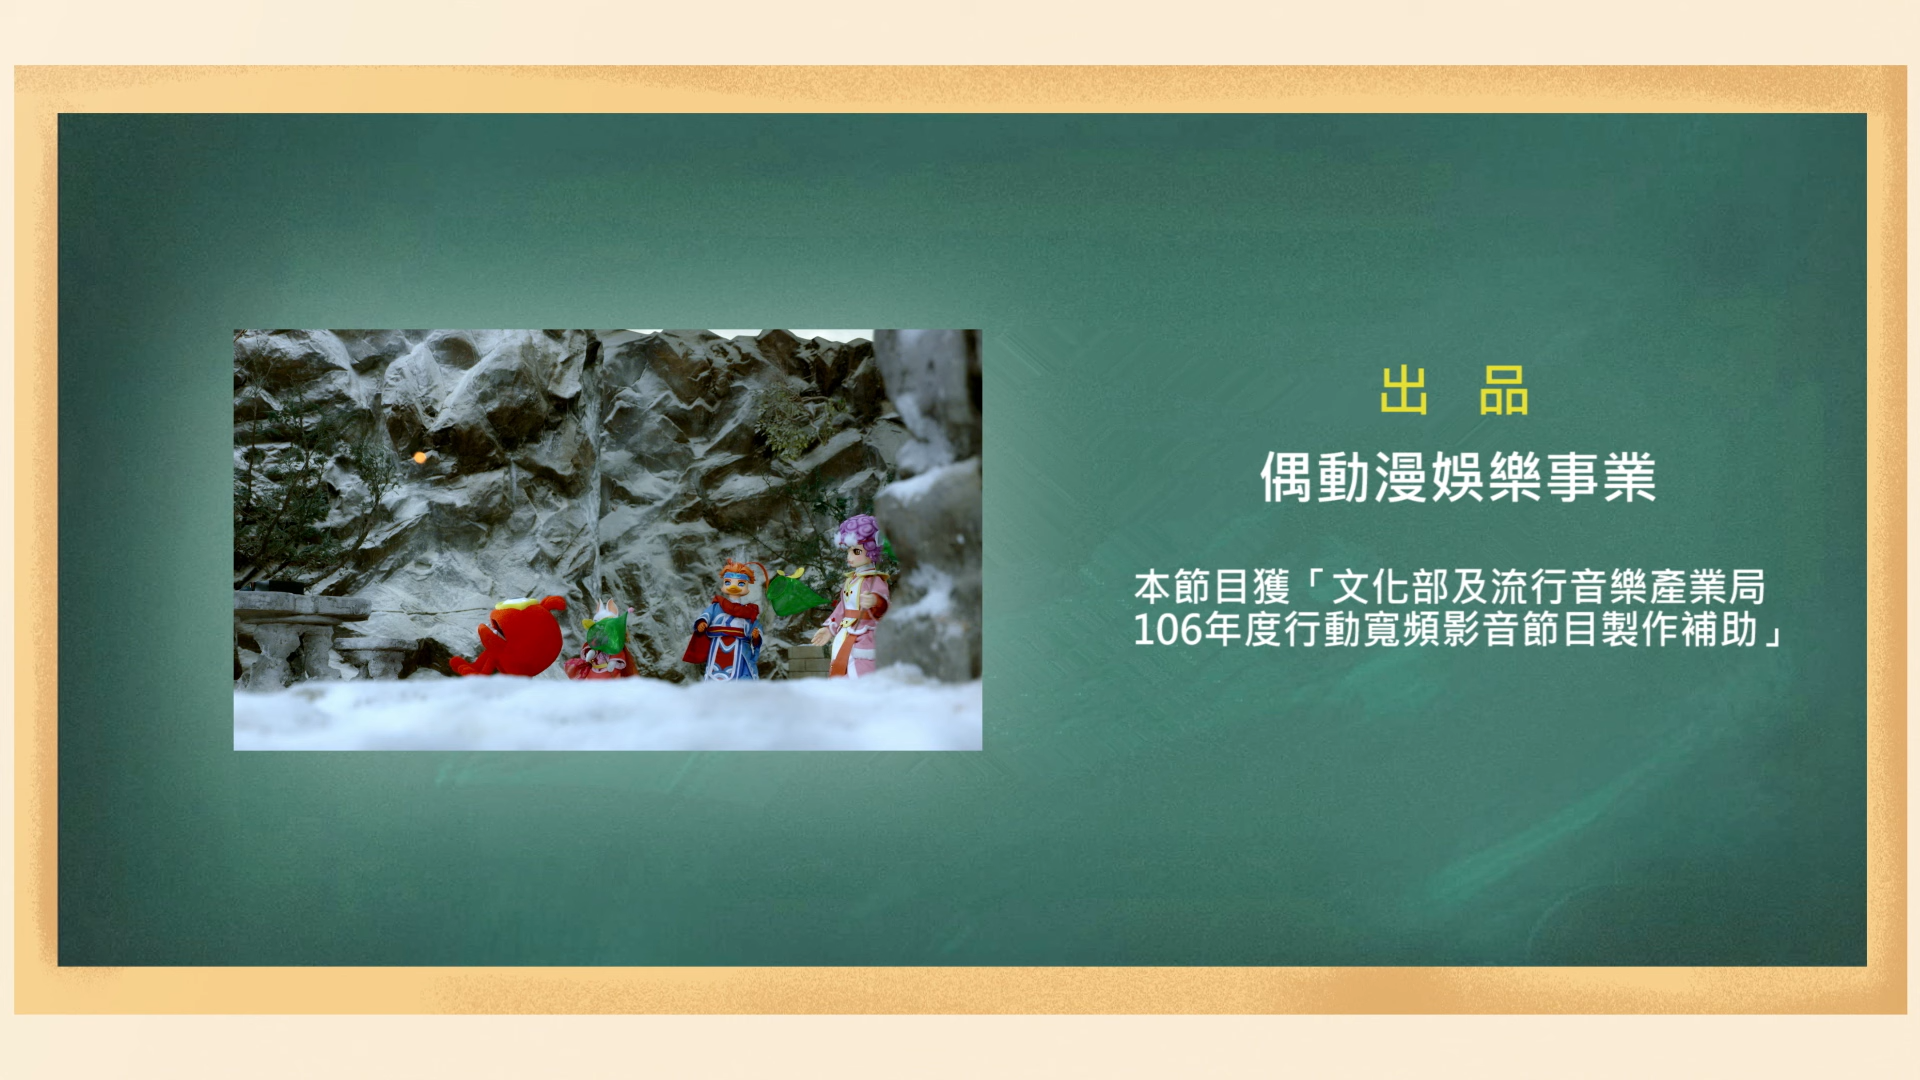 出 品
偶動漫娛樂事業
本節目獲「文化部及流行音樂產業局
106年度行動寬頻影音節目製作補助」